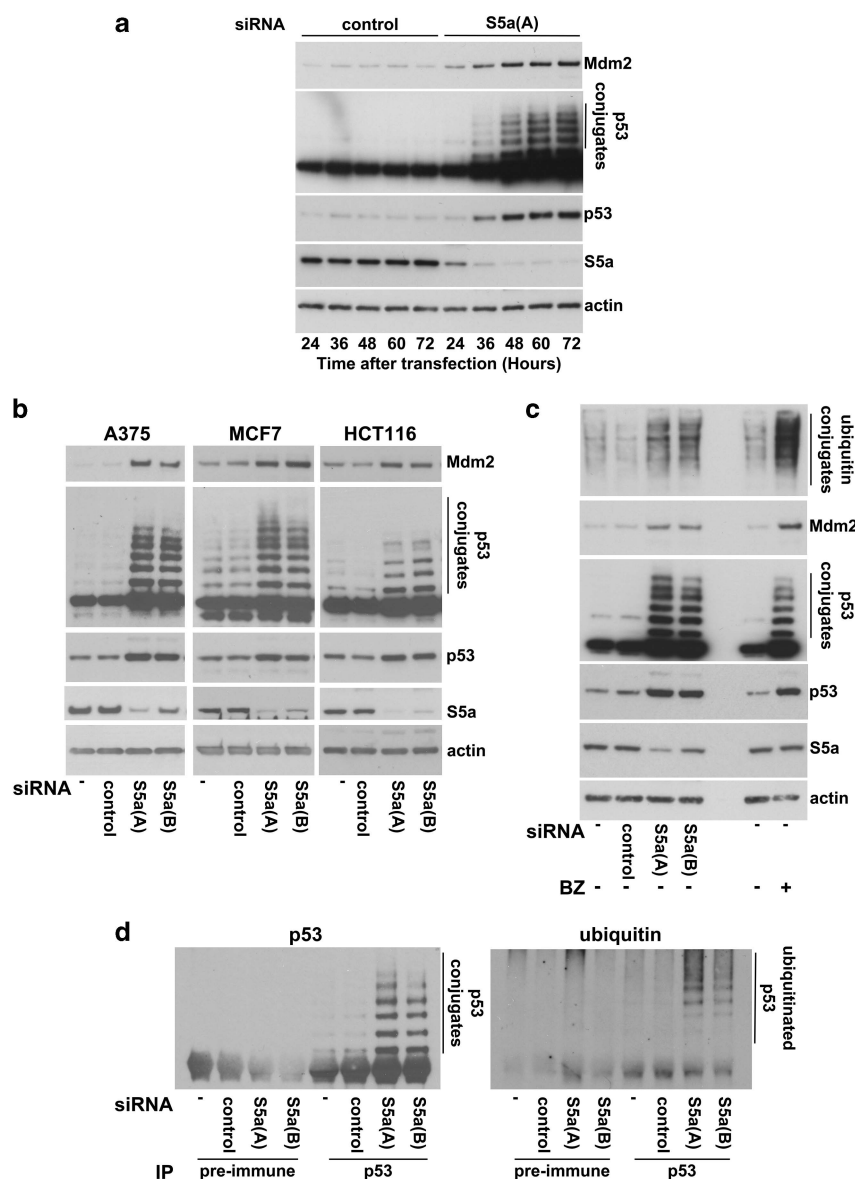 a
siRNA control S5a(A)
Mdm2
p53 conjugates
p53
S5a
actin
24 36 48 60 72 24 36 48 60 72
Time after transfection (Hours)
b
A375 MCF7 HCT116
Mdm2
p53 conjugates
p53
S5a
actin
siRNA - control S5a(A) S5a(B) - control S5a(A) S5a(B) - control S5a(A) S5a(B)
c
ubiquitin conjugates
Mdm2
p53 conjugates
p53
S5a
actin
siRNA - control S5a(A) S5a(B) - -
BZ - - - - - +
d
p53 ubiquitin
p53 conjugates
ubiquitinated p53
siRNA - control S5a(A) S5a(B) - control S5a(A) S5a(B) - control S5a(A) S5a(B) - control S5a(A) S5a(B)
IP pre-immune p53 pre-immune p53